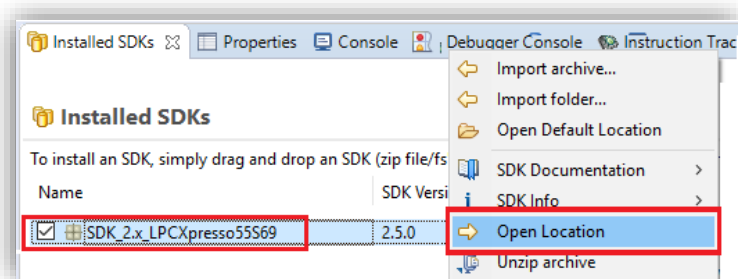 Installed SDKs Properties Console Debugger Console Instruction Trac
Import archive...
Import folder...
Installed SDKs
Open Default Location
To install an SDK, simply drag and drop an SDK (zip file/fs
SDK Documentation
Name SDK Versi
SDK Info
SDK_2.x_LPCXpresso55S69 2.5.0
Open Location
Unzip archive